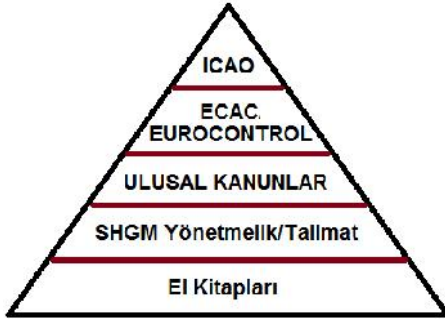 ICAO
ECAC.
EUROCONTROL
ULUSAL KANUNLAR
SHGM Yönetmelik/Talimat
El Kitapları